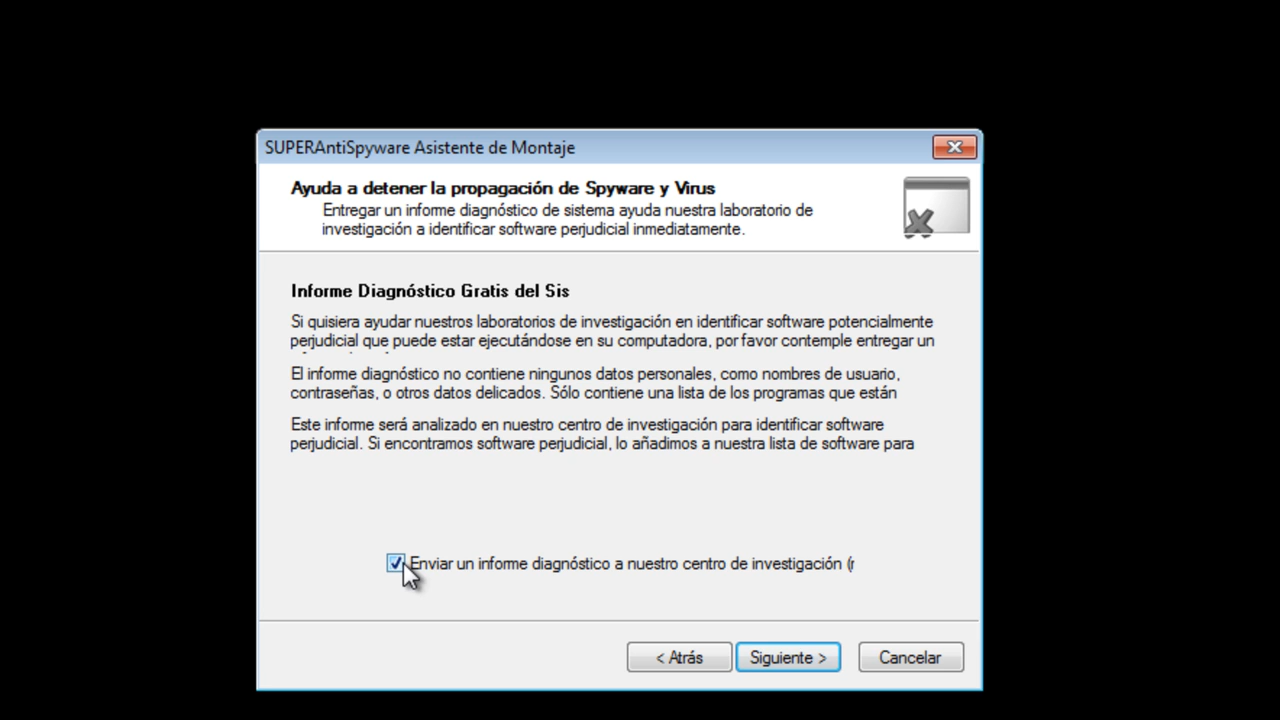 SUPERAntiSpyware Asistente de Montaje
Ayuda a detener la propagación de Spyware y Virus
Entregar un informe diagnóstico de sistema ayuda nuestra laboratorio de
investigación a identificar software perjudicial inmediatamente.
Informe Diagnóstico Gratis del Sis
Si quisiera ayudar nuestros laboratorios de investigación en identificar software potencialmente
perjudicial que puede estar ejecutándose en su computadora, por favor contemple entregar un
El informe diagnóstico no contiene ningunos datos personales, como nombres de usuario,
contraseñas, o otros datos delicados. Sólo contiene una lista de los programas que están
Este informe será analizado en nuestro centro de investigación para identificar software
perjudicial. Si encontramos software perjudicial, lo añadimos a nuestra lista de software para
Enviar un informe diagnóstico a nuestro centro de investigación (r
< Atrás
Siguiente >
Cancelar